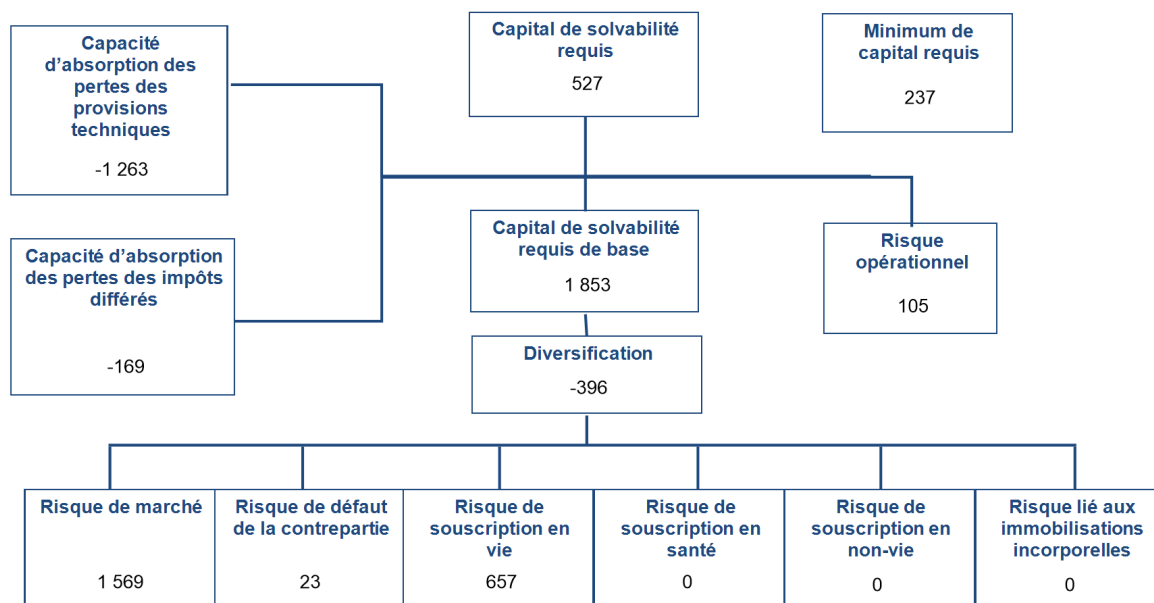 Capacité
d’absorption des
pertes des
provisions
techniques
-1 263
Capital de solvabilité
requis
527
Minimum de
capital requis
237
Capacité d’absorption
des pertes des impôts
différés
-169
Capital de solvabilité
requis de base
1 853
Risque
opérationnel
105
Diversification
-396
Risque de marché
1 569
Risque de défaut
de la contrepartie
23
Risque de
souscription en
vie
657
Risque de
souscription en
santé
0
Risque de
souscription en
non-vie
0
Risque lié aux
immobilisations
incorporelles
0